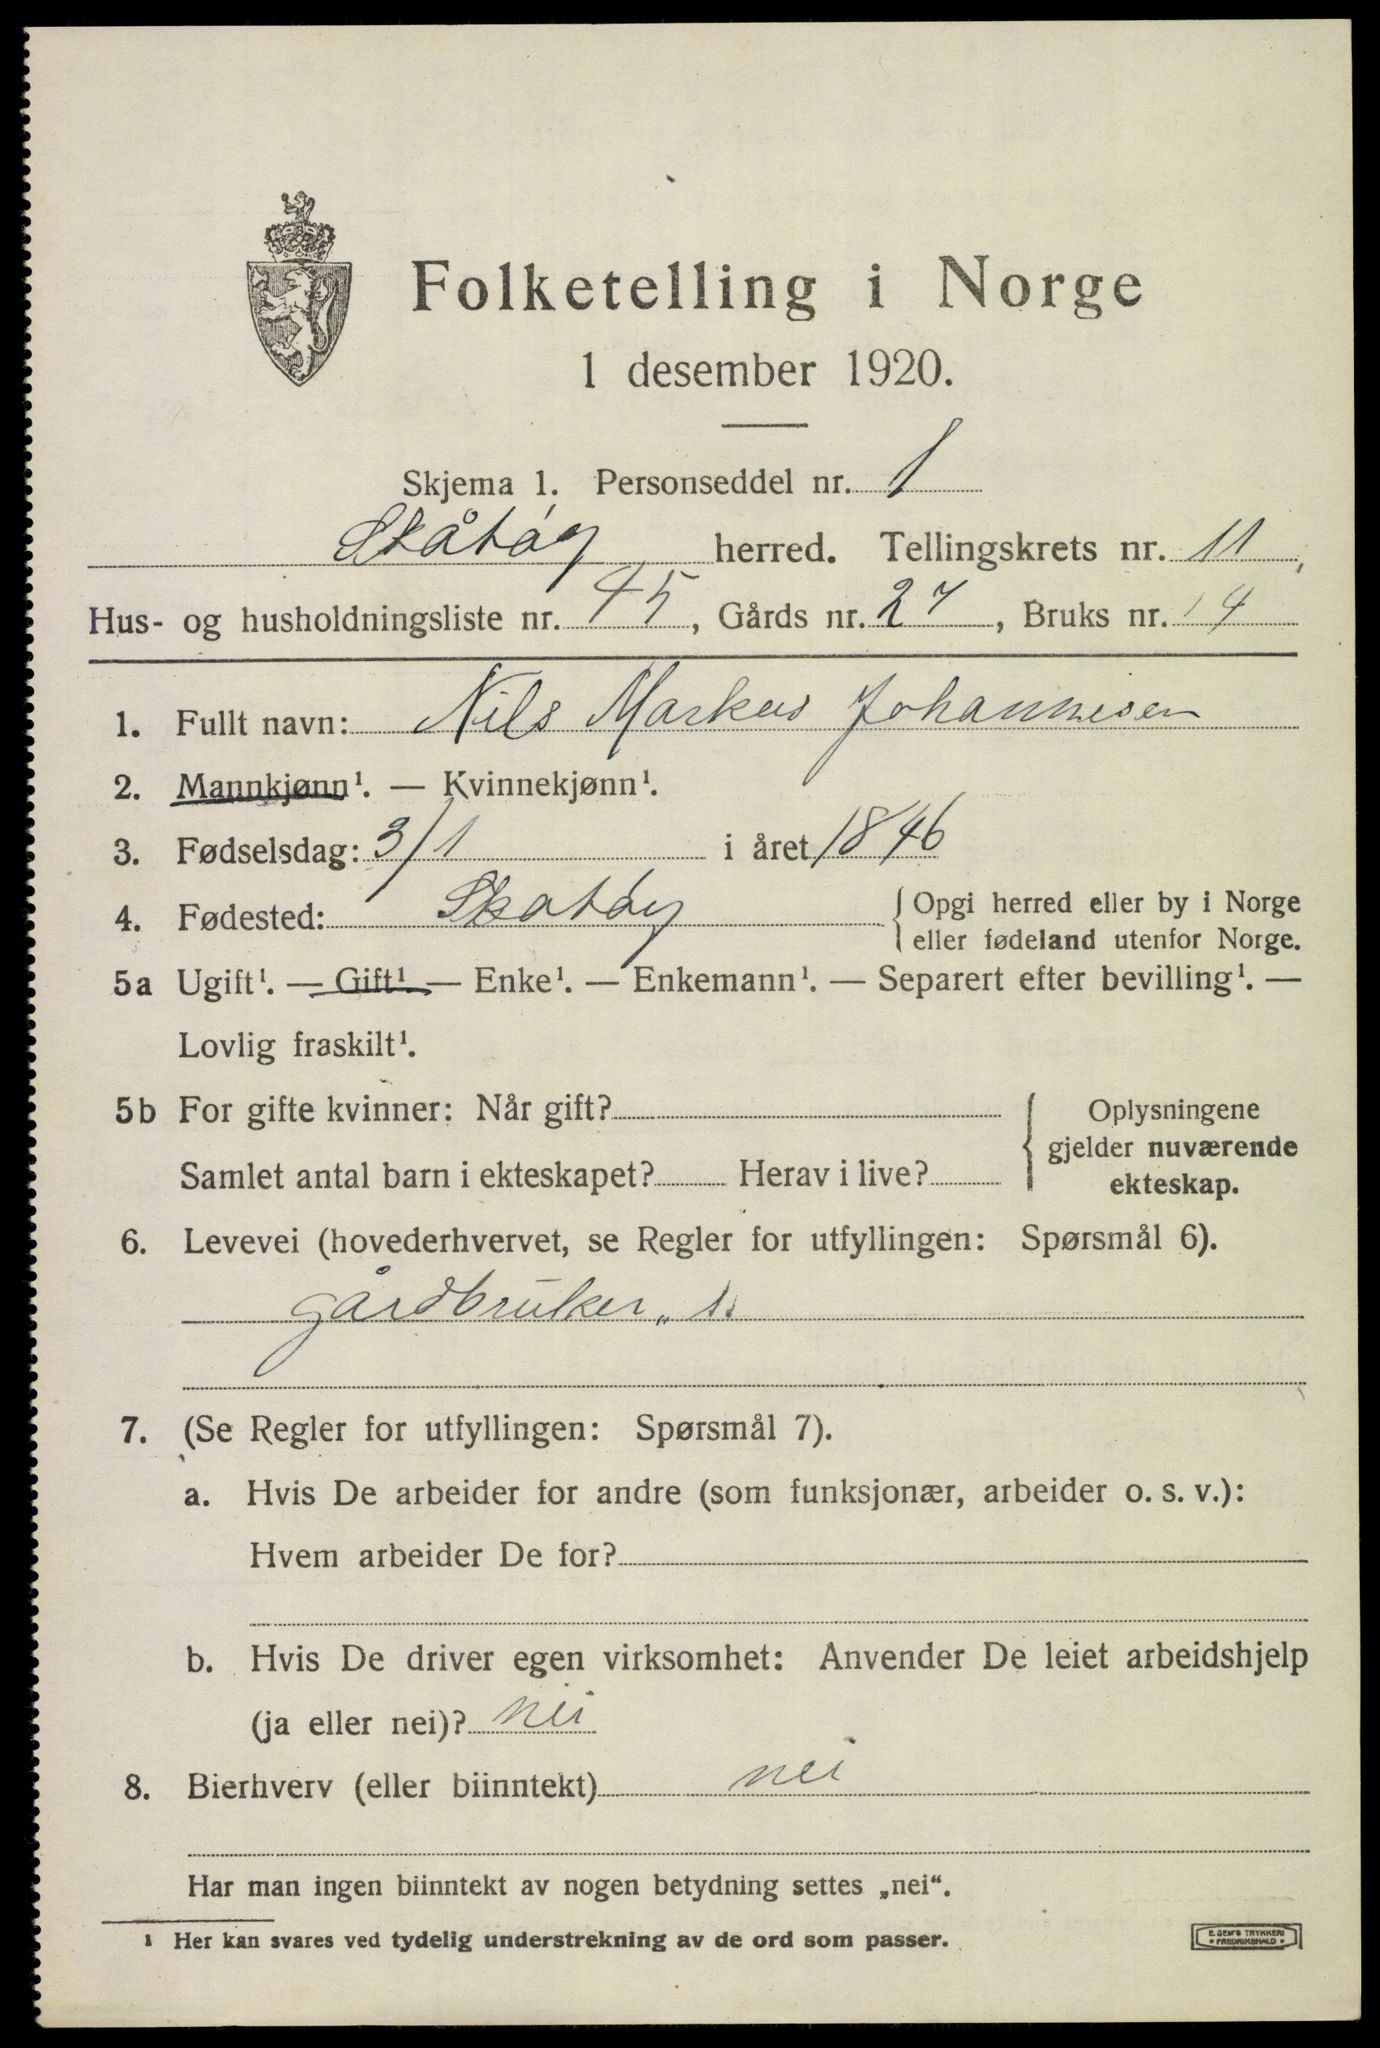 Folketelling i Norge
1 desember 1920.
Skjema 1. Personseddel nr. 1
Skåtøy herred. Tellingskrets nr. 11,
Hus- og husholdningsliste nr. 45, Gårds nr. 27, Bruks nr. 14
1. Fullt navn: Nils Markus Johannesen
2. Mannkjønn¹. — Kvinnekjønn¹.
3. Fødselsdag: 3/1 i året 1846
4. Fødested: Skatøy { Opgi herred eller by i Norge
eller fødeland utenfor Norge.
5a Ugift¹. — Gift¹. — Enke¹. — Enkemann¹. — Separert efter bevilling¹. —
Lovlig fraskilt¹.
5b For gifte kvinner: Når gift? { Oplysningene
gjelder nuværende
Samlet antal barn i ekteskapet? Herav i live? ekteskap.
6. Levevei (hovederhvervet, se Regler for utfyllingen: Spørsmål 6).
gårdbruker „ s.
7. (Se Regler for utfyllingen: Spørsmål 7).
a. Hvis De arbeider for andre (som funksjonær, arbeider o. s. v.):
Hvem arbeider De for?
b. Hvis De driver egen virksomhet: Anvender De leiet arbeidshjelp
(ja eller nei)? nei
8. Bierhverv (eller biinntekt) nei
Har man ingen biinntekt av nogen betydning settes „nei“.
¹ Her kan svares ved tydelig understrekning av de ord som passer.
E. SEM'S TRYKKERI
• FREDRIKSHALD •